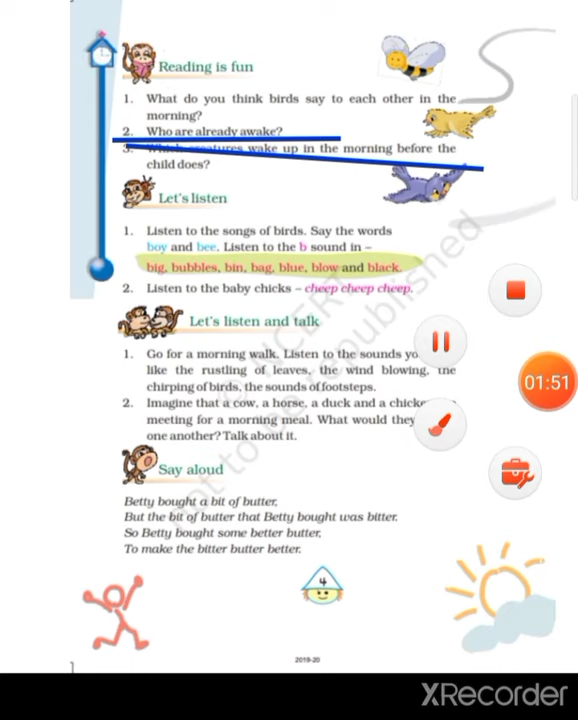 Reading is fun
1. What do you think birds say to each other in the
morning?
2. Who are already awake?
3. Which creatures wake up in the morning before the
child does?
Let's listen
1. Listen to the songs of birds. Say the words
boy and bee. Listen to the b sound in –
big, bubbles, bin, bag, blue, blow and black.
2. Listen to the baby chicks – cheep cheep cheep.
Let's listen and talk
1. Go for a morning walk. Listen to the sounds
like the rustling of leaves, the wind blowing, the
chirping of birds, the sounds of footsteps.
2. Imagine that a cow, a horse, a duck and a
meeting for a morning meal. What would they
one another? Talk about it.
Say aloud
Betty bought a bit of butter,
But the bit of butter that Betty bought was bitter.
So Betty bought some better butter,
To make the bitter butter better.
4
2019-20
© NCERT
not to be republished
01:51
XRecorder